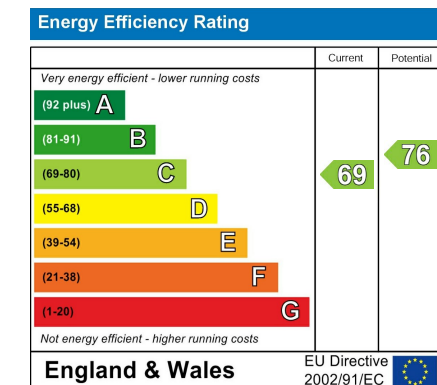 Energy Efficiency Rating
Current Potential
Very energy efficient - lower running costs
(92 plus) A
(81-91) B
(69-80) C
(55-68) D
(39-54) E
(21-38) F
(1-20) G
69
76
Not energy efficient - higher running costs
England & Wales
EU Directive
2002/91/EC